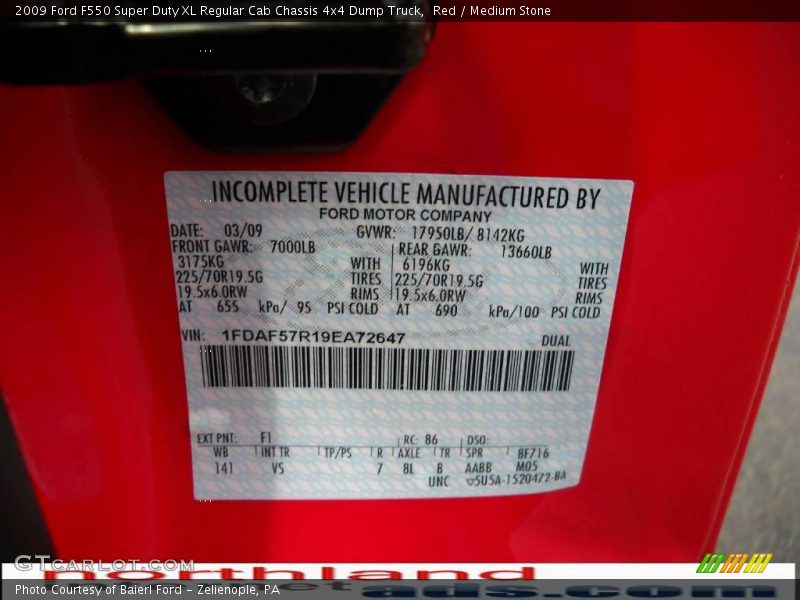 2009 Ford F550 Super Duty XL Regular Cab Chassis 4x4 Dump Truck, Red / Medium Stone
INCOMPLETE VEHICLE MANUFACTURED BY
FORD MOTOR COMPANY
DATE: 03/09 GVWR: 17950LB/ 8142KG
FRONT GAWR: 7000LB REAR GAWR: 13660LB
3175KG WITH 6196KG WITH
225/70R19.5G TIRES 225/70R19.5G TIRES
19.5x6.0RW RIMS 19.5x6.0RW RIMS
AT 655 kPa/ 95 PSI COLD AT 690 kPa/100 PSI COLD
VIN: 1FDAF57R19EA72647 DUAL
EXT PNT: F1 RC: 86 DSO:
WB INT TR TP/PS R AXLE TR SPR 8F716
141 VS 7 8L B AABB M05
UNC 5U5A-1520472-BA
GTCarLot.com
northland
ads.com
Photo Courtesy of Baierl Ford - Zelienople, PA